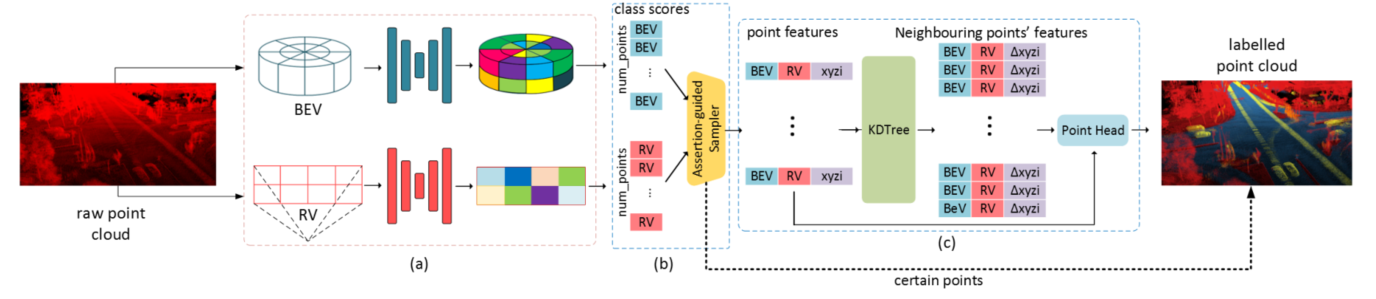 raw point
cloud
BEV
RV
(a)
class scores
num_points
BEV
BEV
...
BEV
num_points
RV
RV
...
RV
(b)
Assertion-guided
Sampler
point features
BEV RV xyzi
BEV RV xyzi
KDTree
Neighbouring points' features
BEV RV Δxyzi
BEV RV Δxyzi
BEV RV Δxyzi
BEV RV Δxyzi
BEV RV Δxyzi
BeV RV Δxyzi
Point Head
(c)
certain points
labelled
point cloud